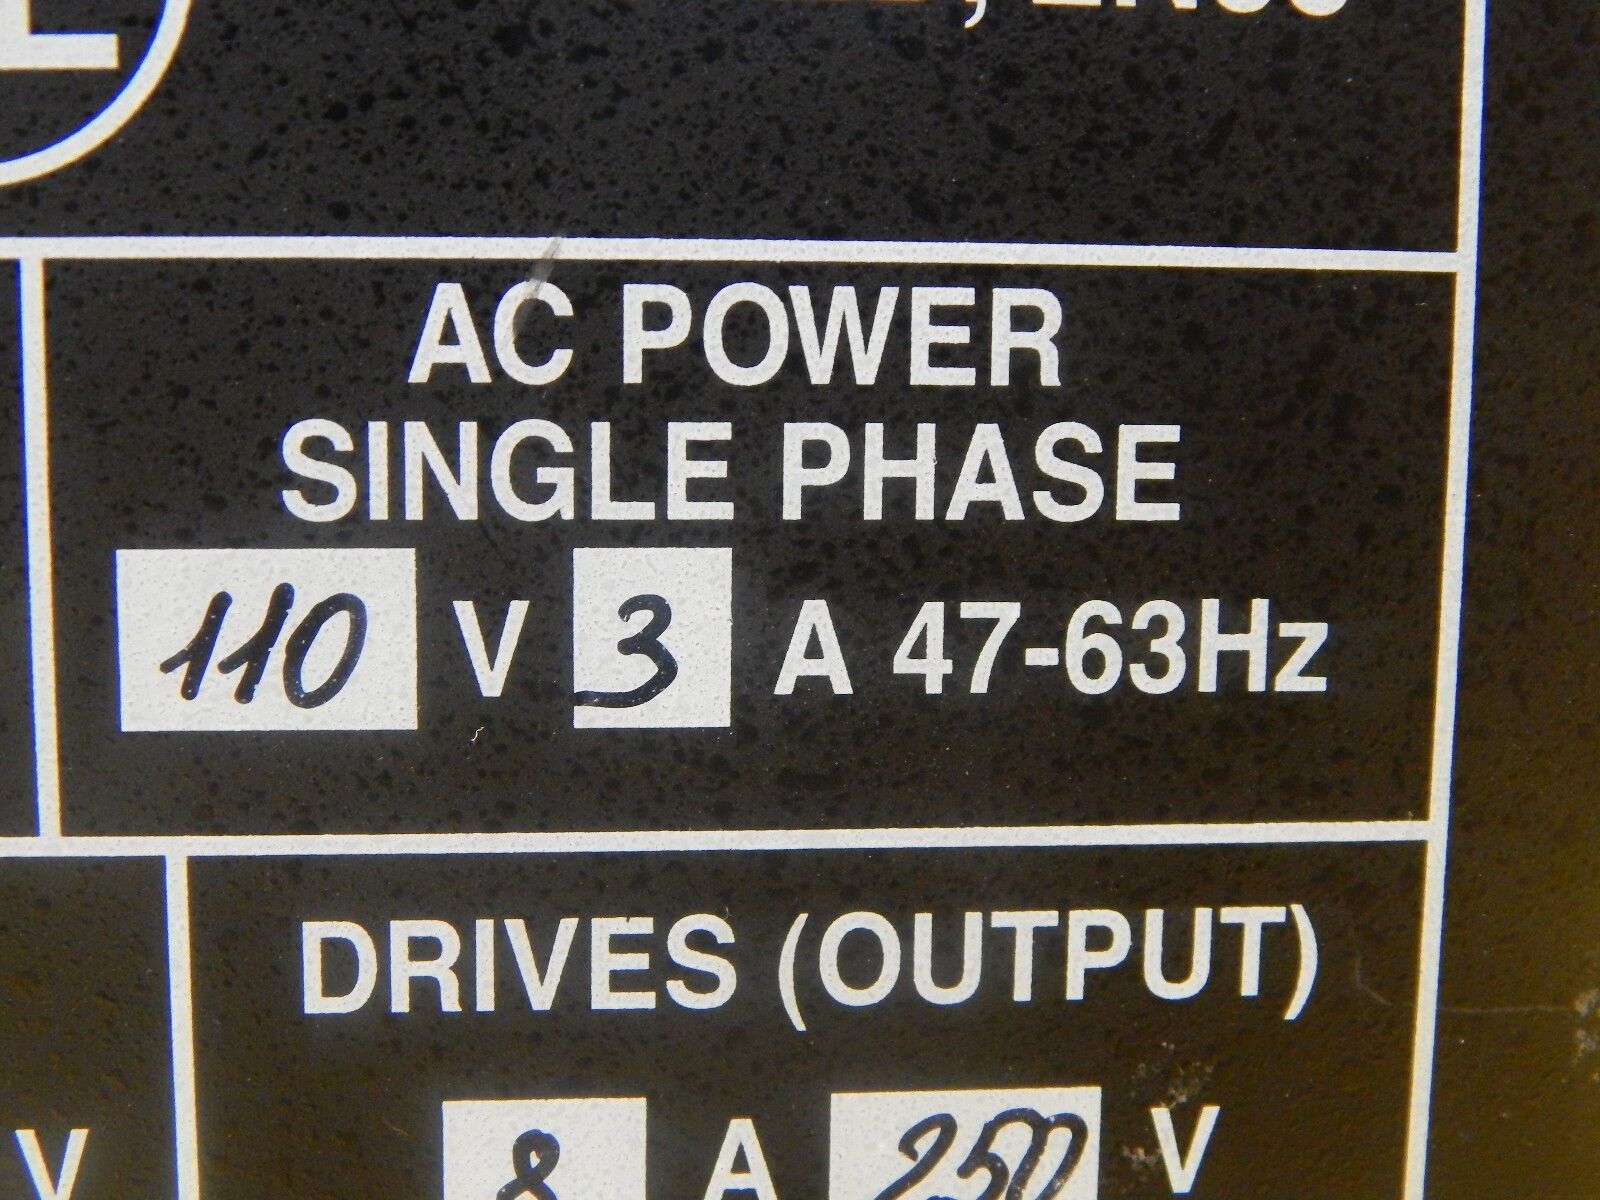 AC POWER
SINGLE PHASE
110 V 3 A 47-63Hz
DRIVES (OUTPUT)
V 8 A 250 V